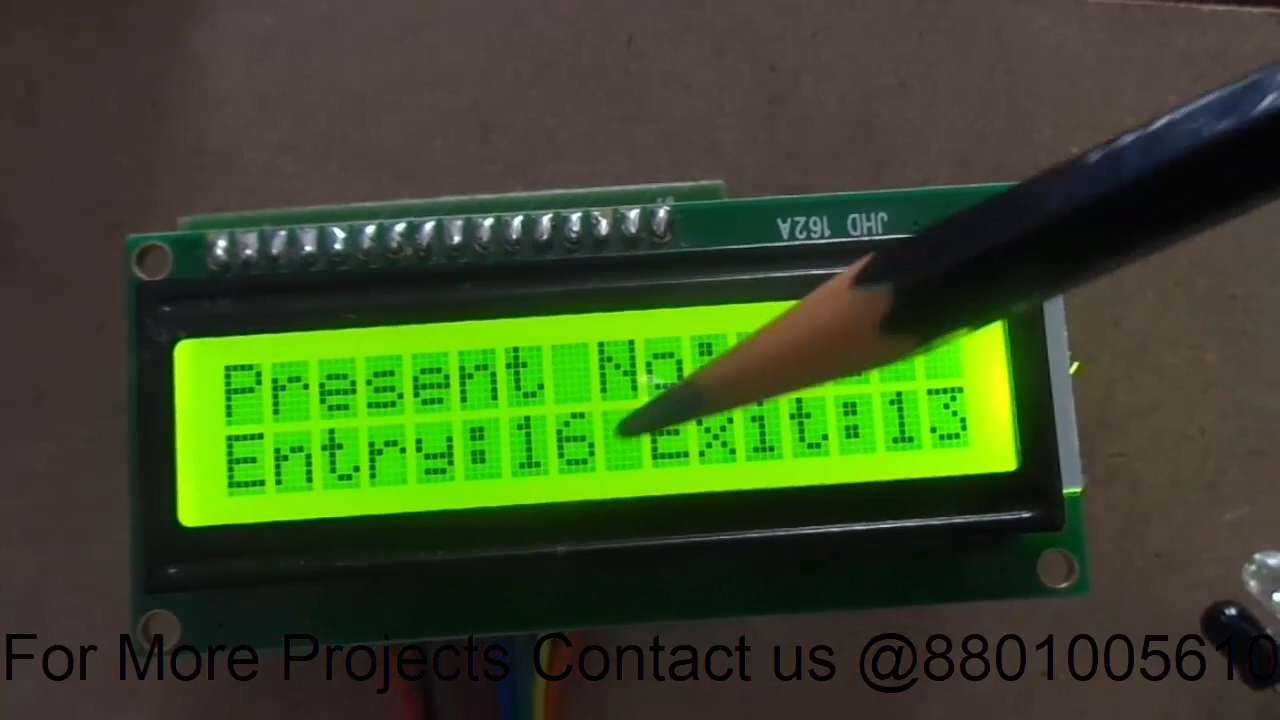 JHD 162A
Present No:
Entry:16 Exit:13
For More Projects Contact us @8801005610